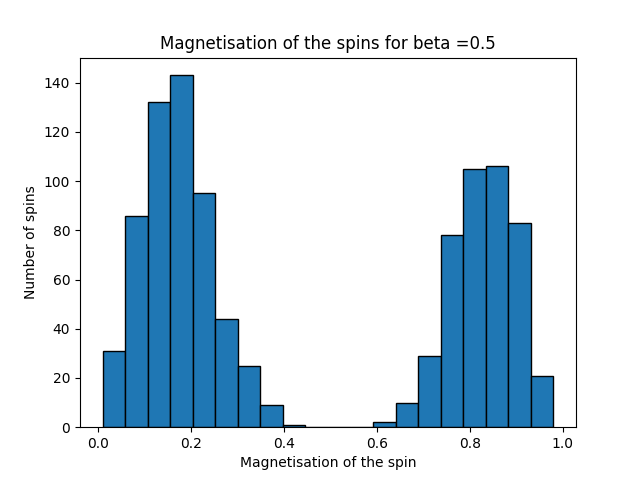 Magnetisation of the spins for beta =0.5
140
120
100
80
60
40
20
0
Number of spins
0.0 0.2 0.4 0.6 0.8 1.0
Magnetisation of the spin